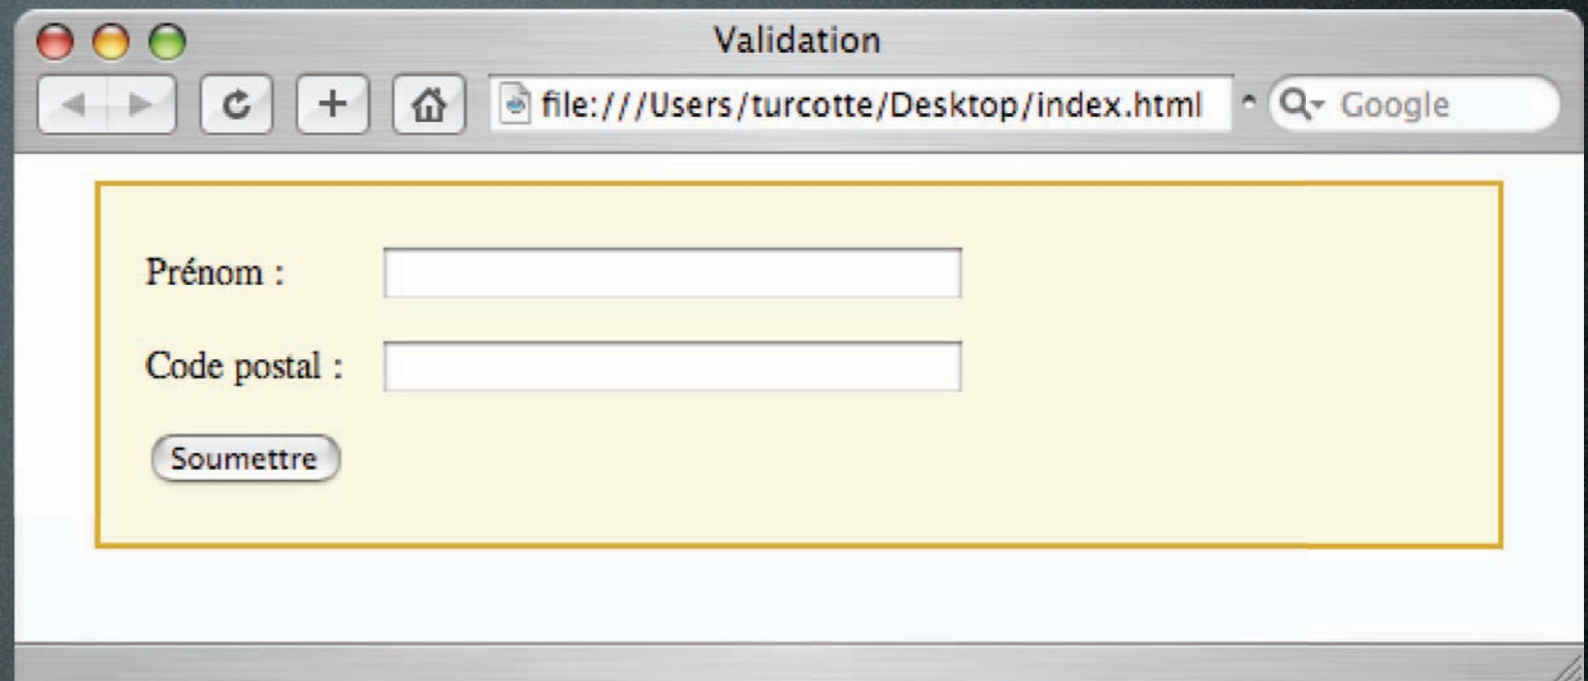 Validation
file:///Users/turcotte/Desktop/index.html
Google
Prénom :
Code postal :
Soumettre